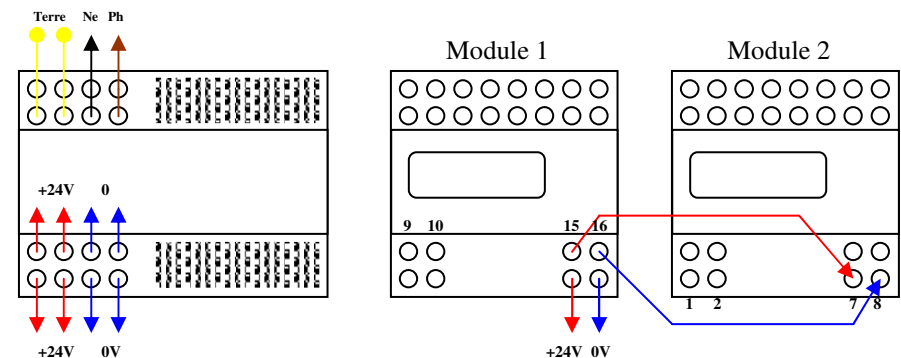 Terre Ne Ph
Module 1 Module 2
+24V 0
9 10 15 16
1 2 7 8
+24V 0V +24V 0V